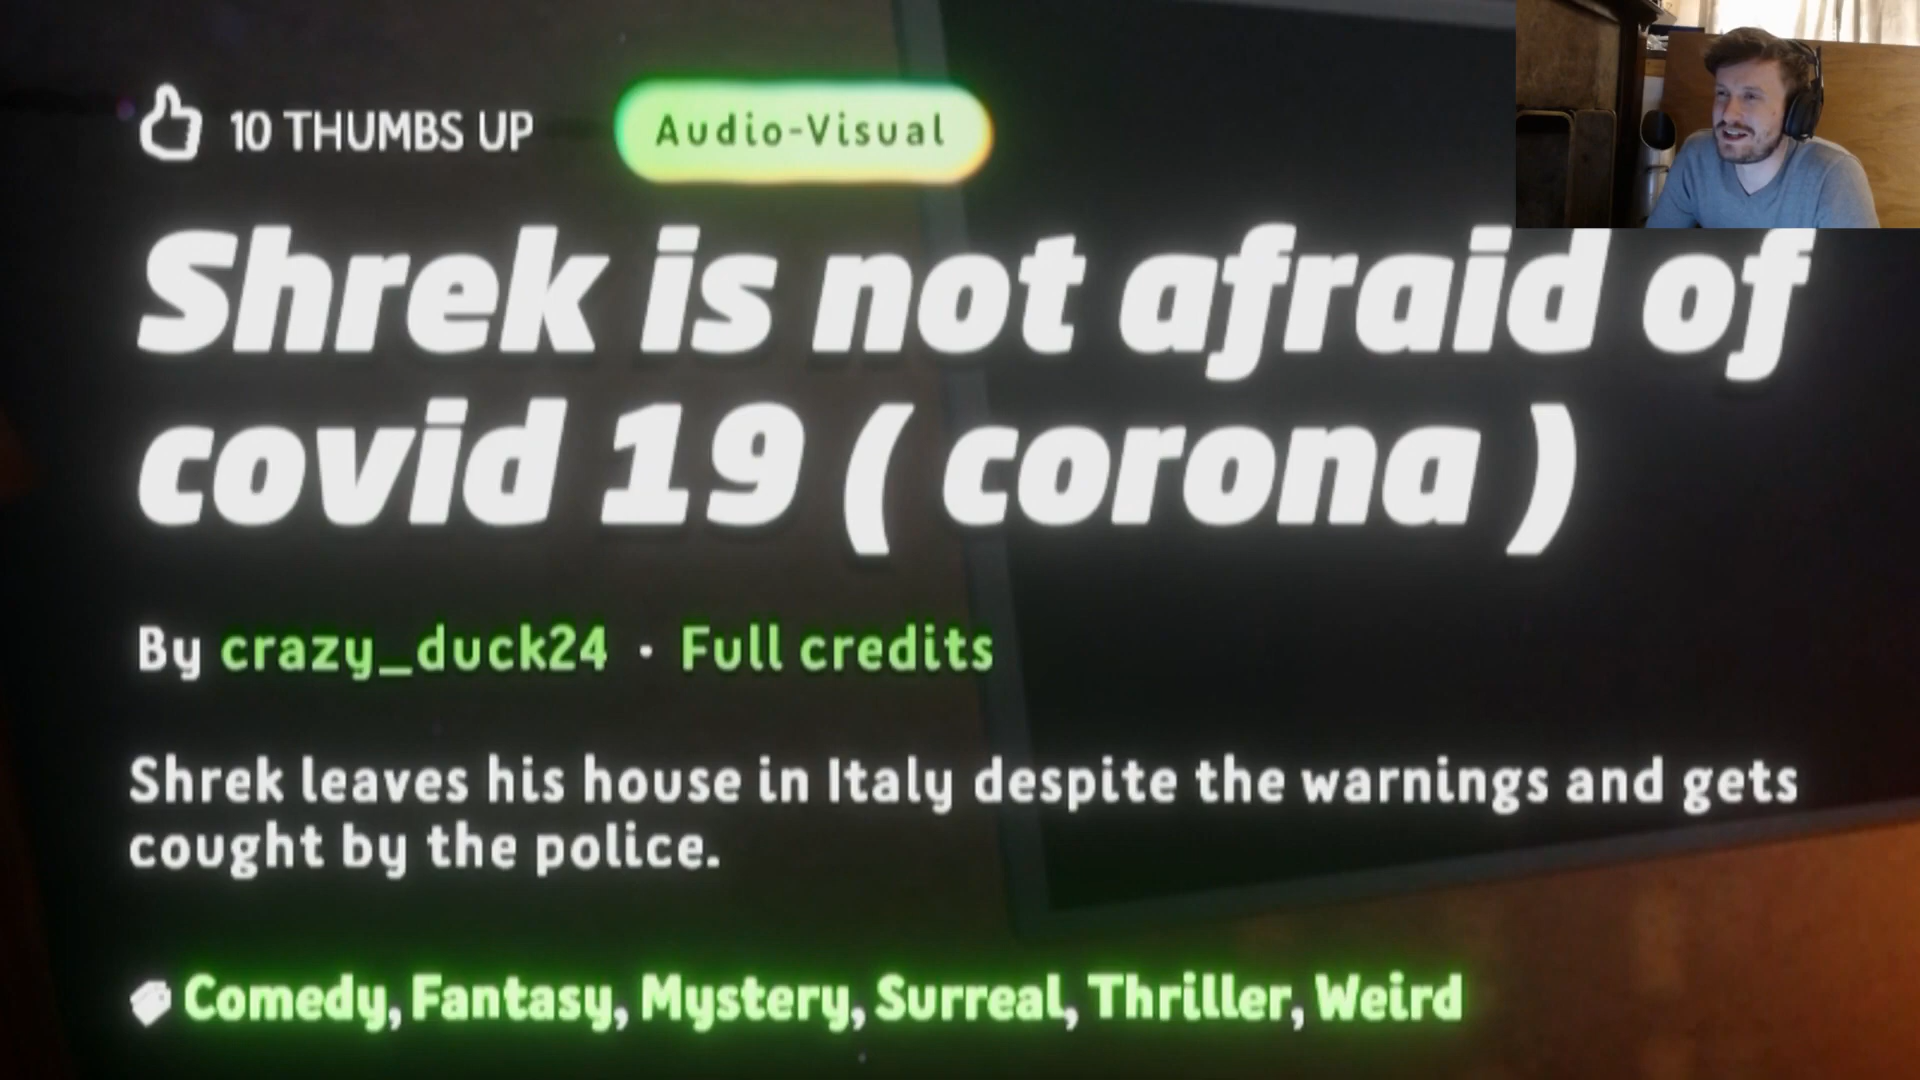 10 THUMBS UP Audio-Visual
Shrek is not afraid of
covid 19 ( corona )
By crazy_duck24 · Full credits
Shrek leaves his house in Italy despite the warnings and gets
cought by the police.
Comedy, Fantasy, Mystery, Surreal, Thriller, Weird